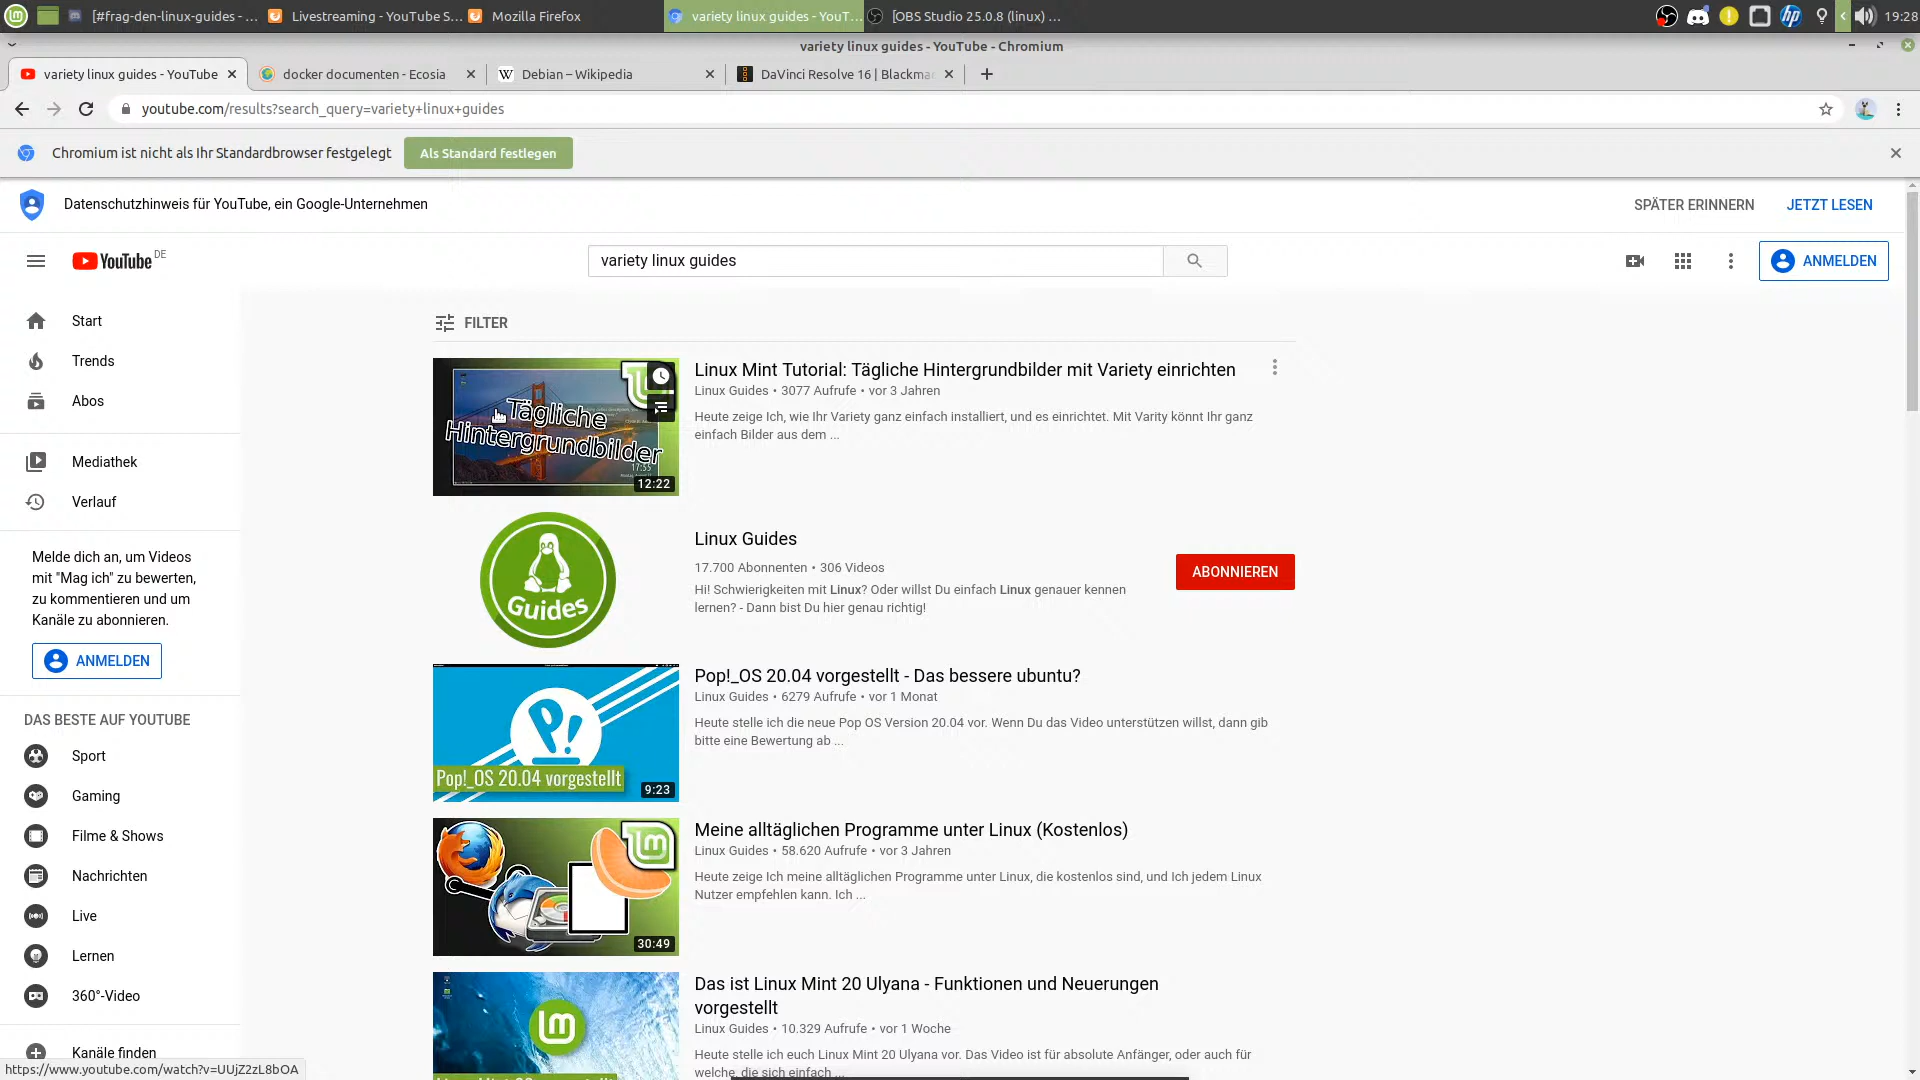 [#frag-den-linux-guides - ...
Livestreaming - YouTube S...
Mozilla Firefox
variety linux guides - YouT...
[OBS Studio 25.0.8 (linux) ...
19:28
variety linux guides - YouTube - Chromium
variety linux guides - YouTube
docker documenten - Ecosia
Debian – Wikipedia
DaVinci Resolve 16 | Blackma
youtube.com/results?search_query=variety+linux+guides
Chromium ist nicht als Ihr Standardbrowser festgelegt
Als Standard festlegen
Datenschutzhinweis für YouTube, ein Google-Unternehmen
SPÄTER ERINNERN
JETZT LESEN
YouTube DE
variety linux guides
ANMELDEN
Start
Trends
Abos
Mediathek
Verlauf
Melde dich an, um Videos
mit "Mag ich" zu bewerten,
zu kommentieren und um
Kanäle zu abonnieren.
ANMELDEN
DAS BESTE AUF YOUTUBE
Sport
Gaming
Filme & Shows
Nachrichten
Live
Lernen
360°-Video
Kanäle finden
https://www.youtube.com/watch?v=UUjZ2zL8bOA
FILTER
Tägliche
Hintergrundbilder
17:55
12:22
Linux Mint Tutorial: Tägliche Hintergrundbilder mit Variety einrichten
Linux Guides • 3077 Aufrufe • vor 3 Jahren
Heute zeige Ich, wie Ihr Variety ganz einfach installiert, und es einrichtet. Mit Varity könnt Ihr ganz
einfach Bilder aus dem ...
Guides
Linux Guides
17.700 Abonnenten • 306 Videos
Hi! Schwierigkeiten mit Linux? Oder willst Du einfach Linux genauer kennen
lernen? - Dann bist Du hier genau richtig!
ABONNIEREN
P!
Pop!_OS 20.04 vorgestellt
9:23
Pop!_OS 20.04 vorgestellt - Das bessere ubuntu?
Linux Guides • 6279 Aufrufe • vor 1 Monat
Heute stelle ich die neue Pop OS Version 20.04 vor. Wenn Du das Video unterstützen willst, dann gib
bitte eine Bewertung ab ...
30:49
Meine alltäglichen Programme unter Linux (Kostenlos)
Linux Guides • 58.620 Aufrufe • vor 3 Jahren
Heute zeige Ich meine alltäglichen Programme unter Linux, die kostenlos sind, und Ich jedem Linux
Nutzer empfehlen kann. Ich ...
Das ist Linux Mint 20 Ulyana - Funktionen und Neuerungen
vorgestellt
Linux Guides • 10.329 Aufrufe • vor 1 Woche
Heute stelle ich euch Linux Mint 20 Ulyana vor. Das Video ist für absolute Anfänger, oder auch für
welche, die sich einfach ...